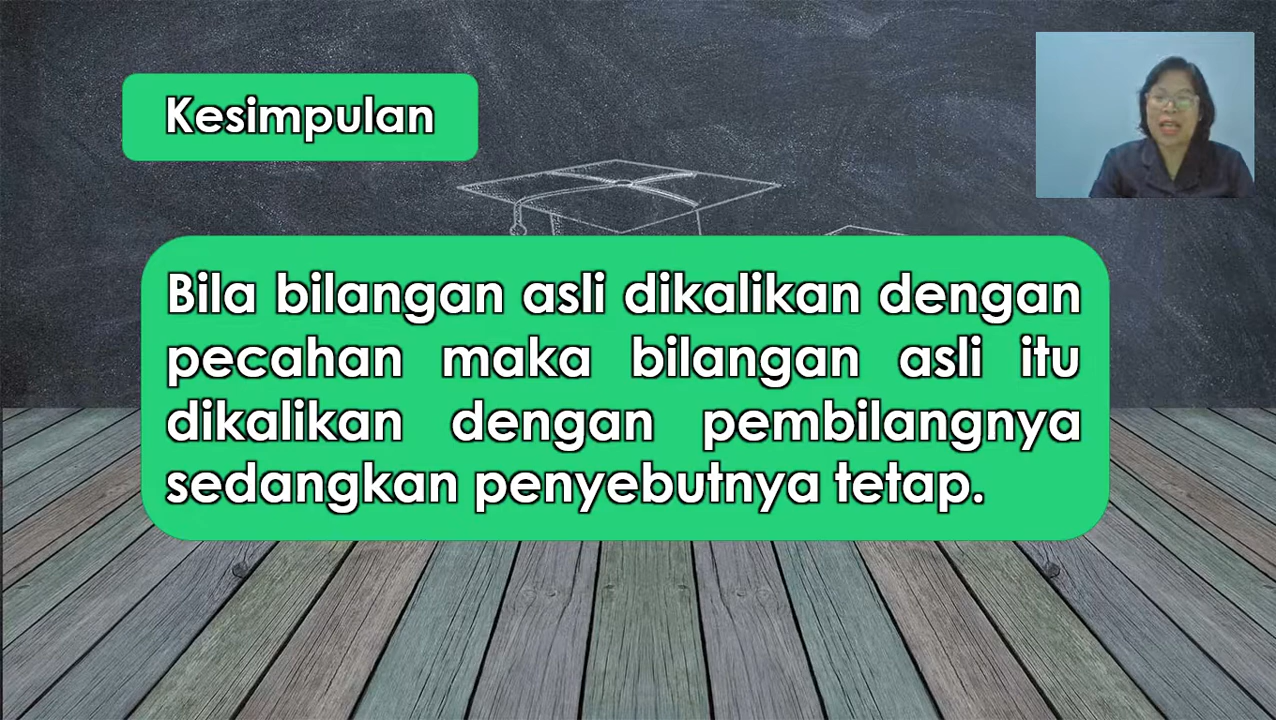 Kesimpulan
Bila bilangan asli dikalikan dengan
pecahan maka bilangan asli itu
dikalikan dengan pembilangnya
sedangkan penyebutnya tetap.